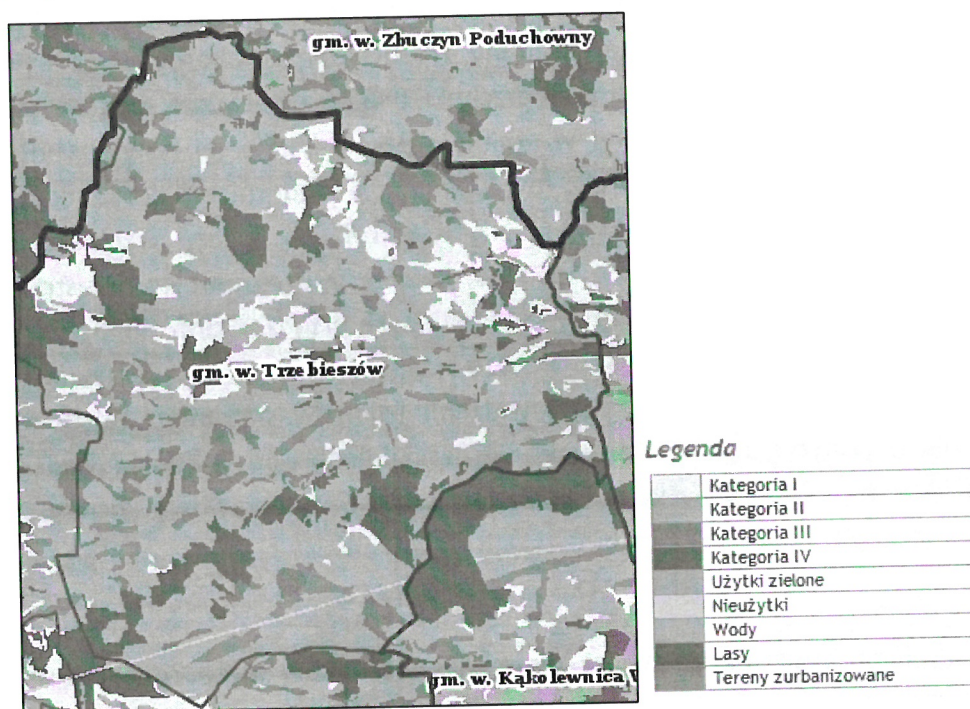 gm. w. Zbuczyn Poduchowny
gm. w. Trzebieszów
gm. w. Kąkolewnica
Legenda
Kategoria I
Kategoria II
Kategoria III
Kategoria IV
Użytki zielone
Nieużytki
Wody
Lasy
Tereny zurbanizowane